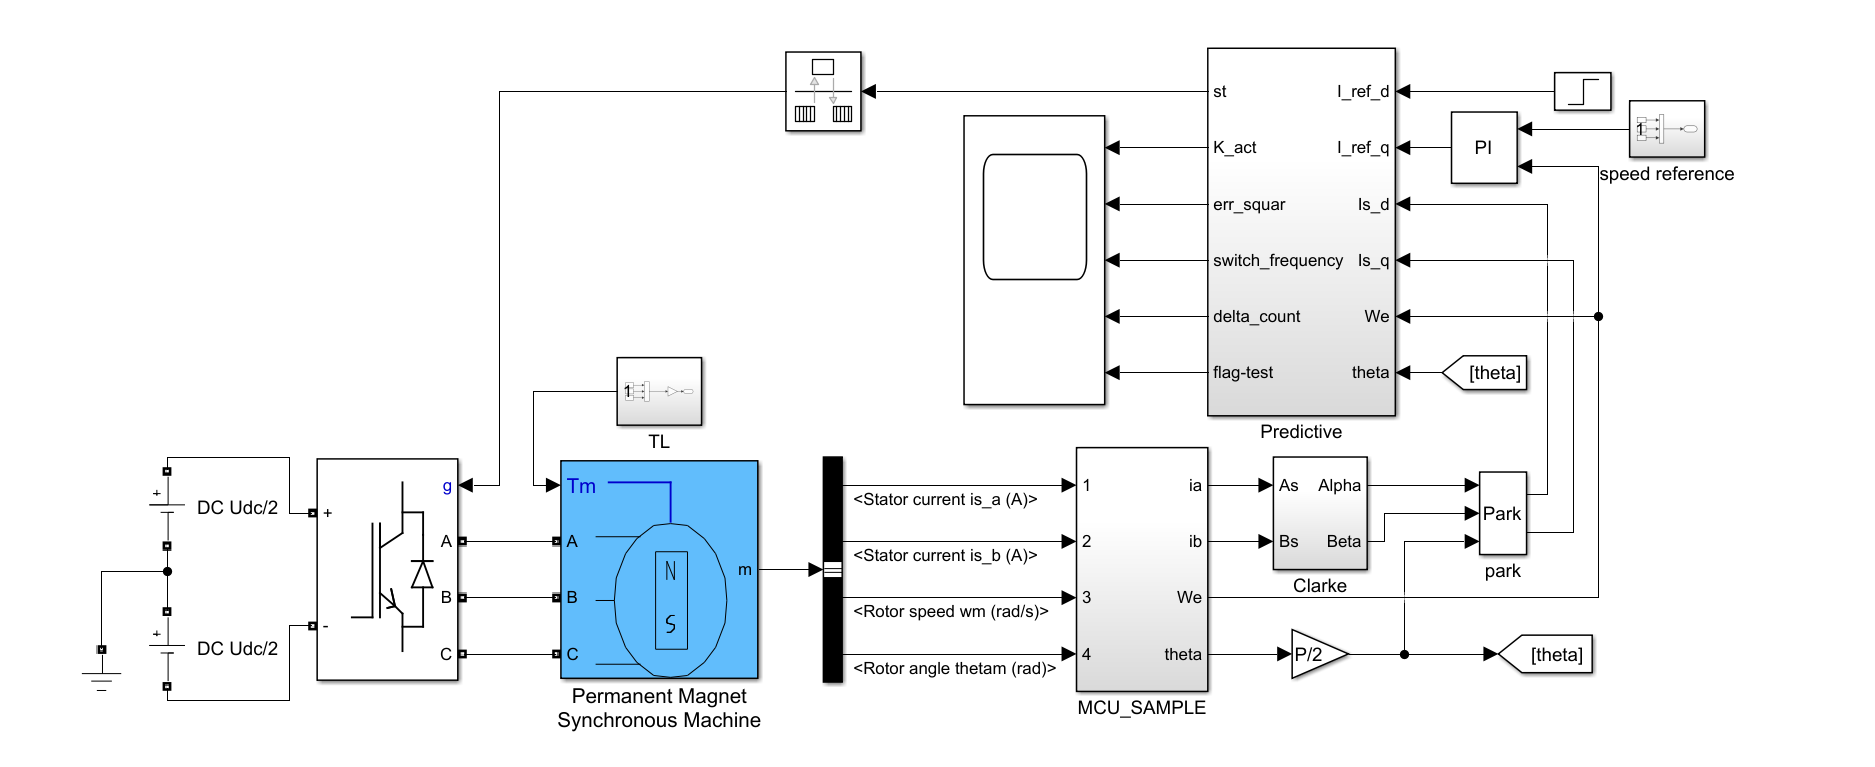 st
I_ref_d
K_act
I_ref_q
PI
1
speed reference
err_squar
Is_d
switch_frequency
Is_q
delta_count
We
flag-test
theta
[theta]
Predictive
1
TL
DC Udc/2
DC Udc/2
+
+
+
-
g
A
B
C
Tm
A
B
C
N
S
m
Permanent Magnet
Synchronous Machine
<Stator current is_a (A)>
<Stator current is_b (A)>
<Rotor speed wm (rad/s)>
<Rotor angle thetam (rad)>
1
2
3
4
ia
ib
We
theta
MCU_SAMPLE
As
Alpha
Bs
Beta
Clarke
Park
park
P/2
[theta]